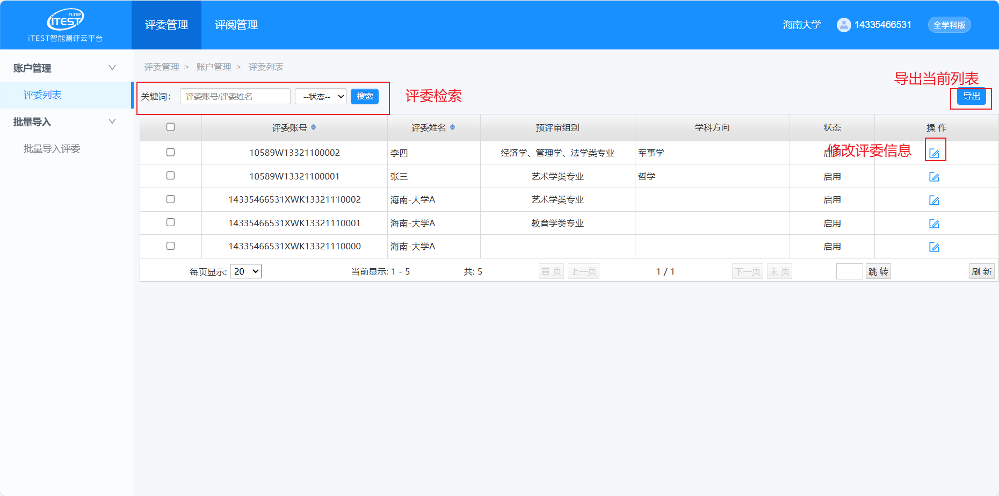 FLTRP
iTEST
iTEST智能测评云平台
评委管理 评阅管理
海南大学 14335466531 全学科版
账户管理
评委列表
批量导入
批量导入评委
评委管理 > 账户管理 > 评委列表
导出当前列表
关键词: 评委账号/评委姓名 --状态-- 搜索 评委检索 导出
评委账号 评委姓名 预评审组别 学科方向 状态 操 作
10589W13321100002 李四 经济学、管理学、法学类专业 军事学 启用 修改评委信息
10589W13321100001 张三 艺术学类专业 哲学 启用
14335466531XWK13321110002 海南-大学A 艺术学类专业 启用
14335466531XWK13321110001 海南-大学A 教育学类专业 启用
14335466531XWK13321110000 海南-大学A 启用
每页显示: 20 当前显示: 1 - 5 共: 5 首 页 上一页 1 / 1 下一页 末 页 跳 转 刷 新